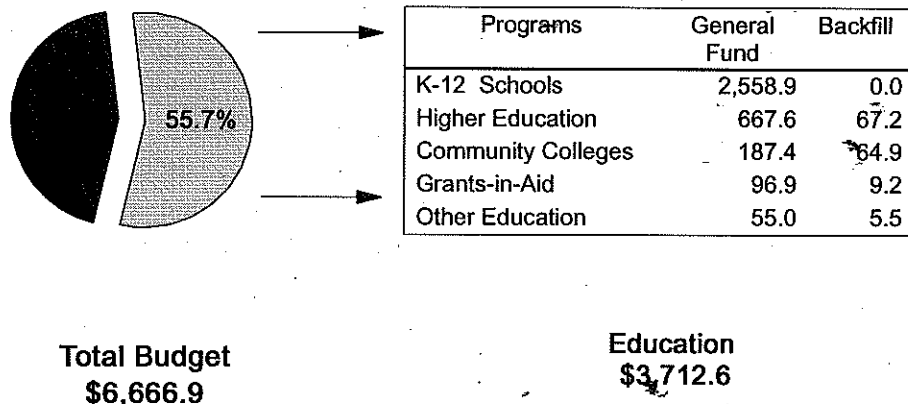 55.7%
Programs General Fund Backfill
K-12 Schools 2,558.9 0.0
Higher Education 667.6 67.2
Community Colleges 187.4 64.9
Grants-in-Aid 96.9 9.2
Other Education 55.0 5.5
Total Budget
$6,666.9
Education
$3,712.6